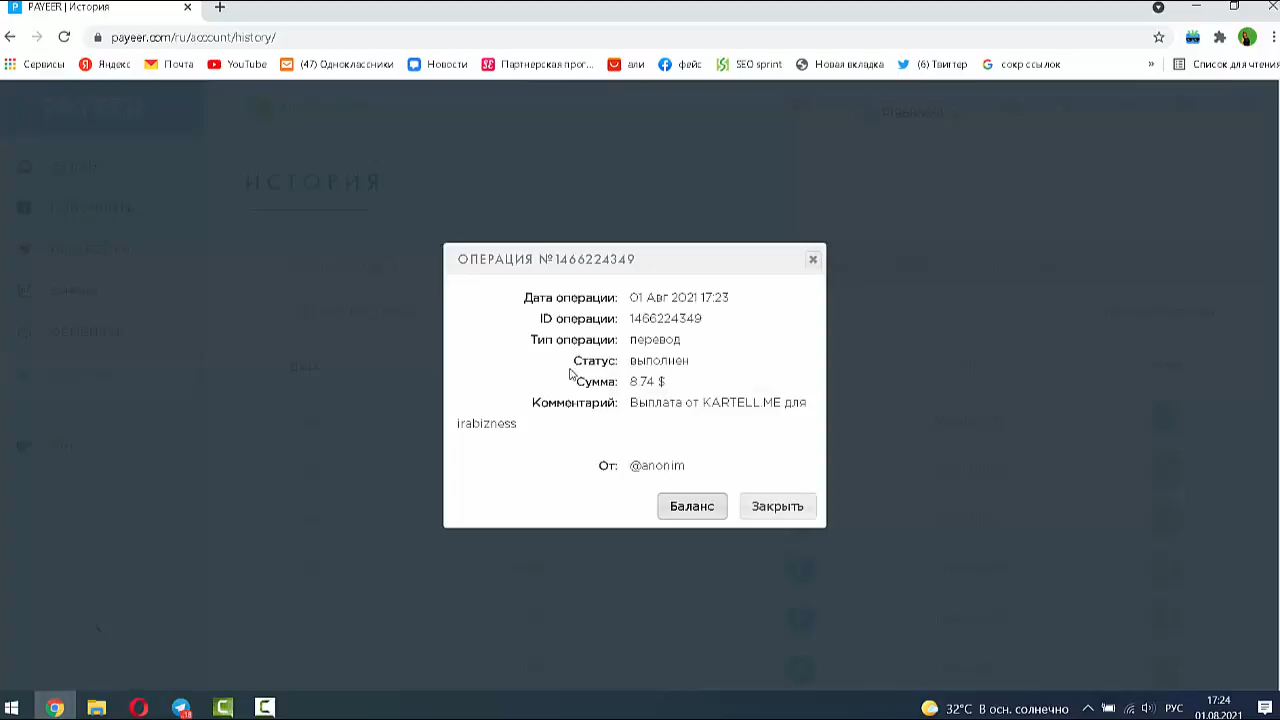 PAYEER | История
payeer.com/ru/account/history/
Сервисы Яндекс Почта YouTube (47) Одноклассники Новости Партнерская прог... али фейс SEO sprint Новая вкладка (6) Твиттер сокр ссылок » Список для чтения
PAYEER
ИСТОРИЯ
ОПЕРАЦИЯ №1466224349
Дата операции: 01 Авг 2021 17:23
ID операции: 1466224349
Тип операции: перевод
Статус: выполнен
Сумма: 8.74 $
Комментарий: Выплата от KARTELL.ME для
irabizness
От: @anonim
Баланс Закрыть
32°C В осн. солнечно РУС 17:24
01.08.2021
18